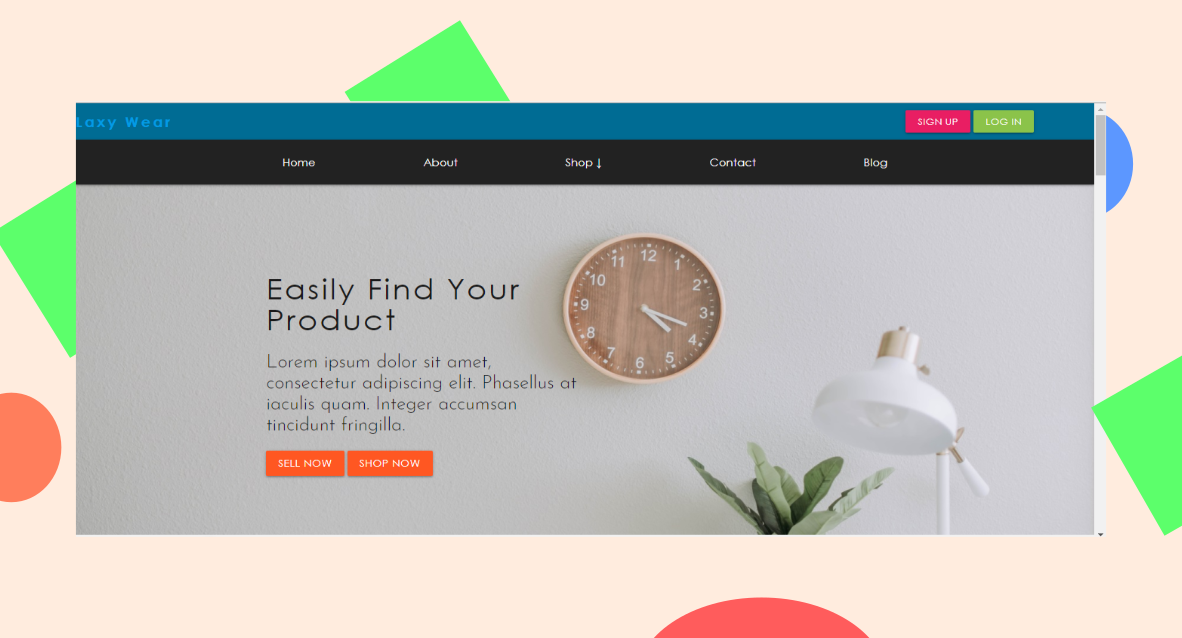 Laxy Wear
SIGN UP LOG IN
Home About Shop ↓ Contact Blog
Easily Find Your
Product
Lorem ipsum dolor sit amet,
consectetur adipiscing elit. Phasellus at
iaculis quam. Integer accumsan
tincidunt fringilla.
SELL NOW SHOP NOW
12
11 1
10 2
9 3
8 4
7 5
6